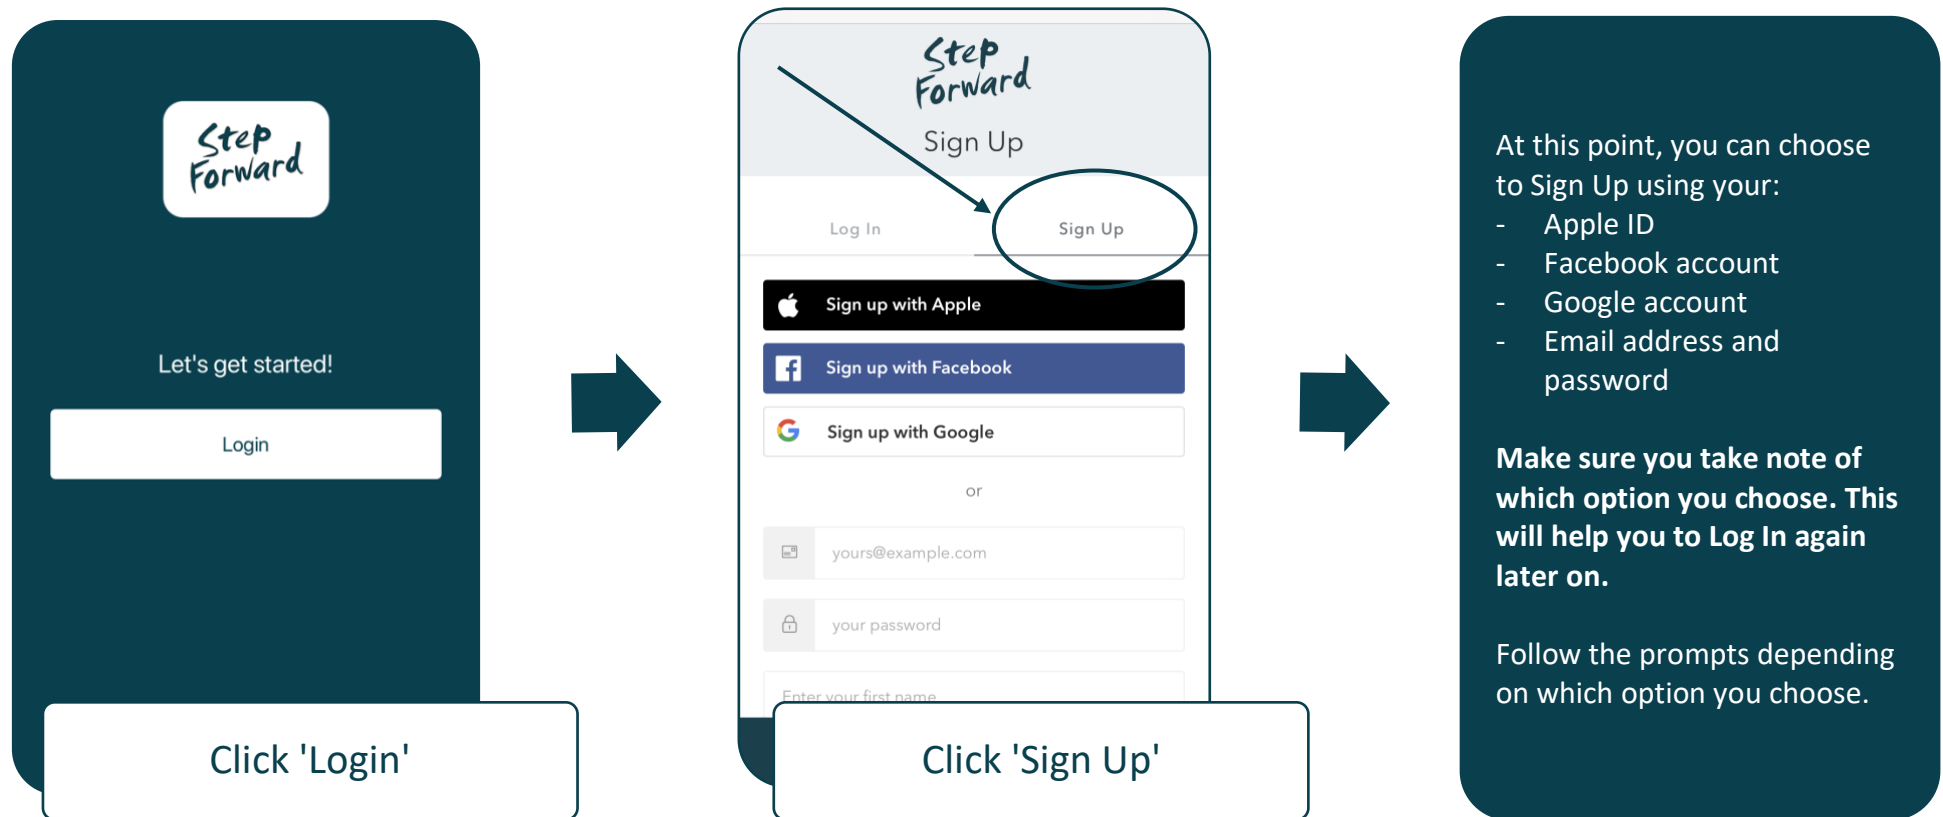 Step
Forward
Let's get started!
Login
Click 'Login'
Step
Forward
Sign Up
Log In
Sign Up
Sign up with Apple
Sign up with Facebook
Sign up with Google
or
yours@example.com
your password
Enter your first name
Click 'Sign Up'
At this point, you can choose
to Sign Up using your:
- Apple ID
- Facebook account
- Google account
- Email address and
password
Make sure you take note of
which option you choose. This
will help you to Log In again
later on.
Follow the prompts depending
on which option you choose.